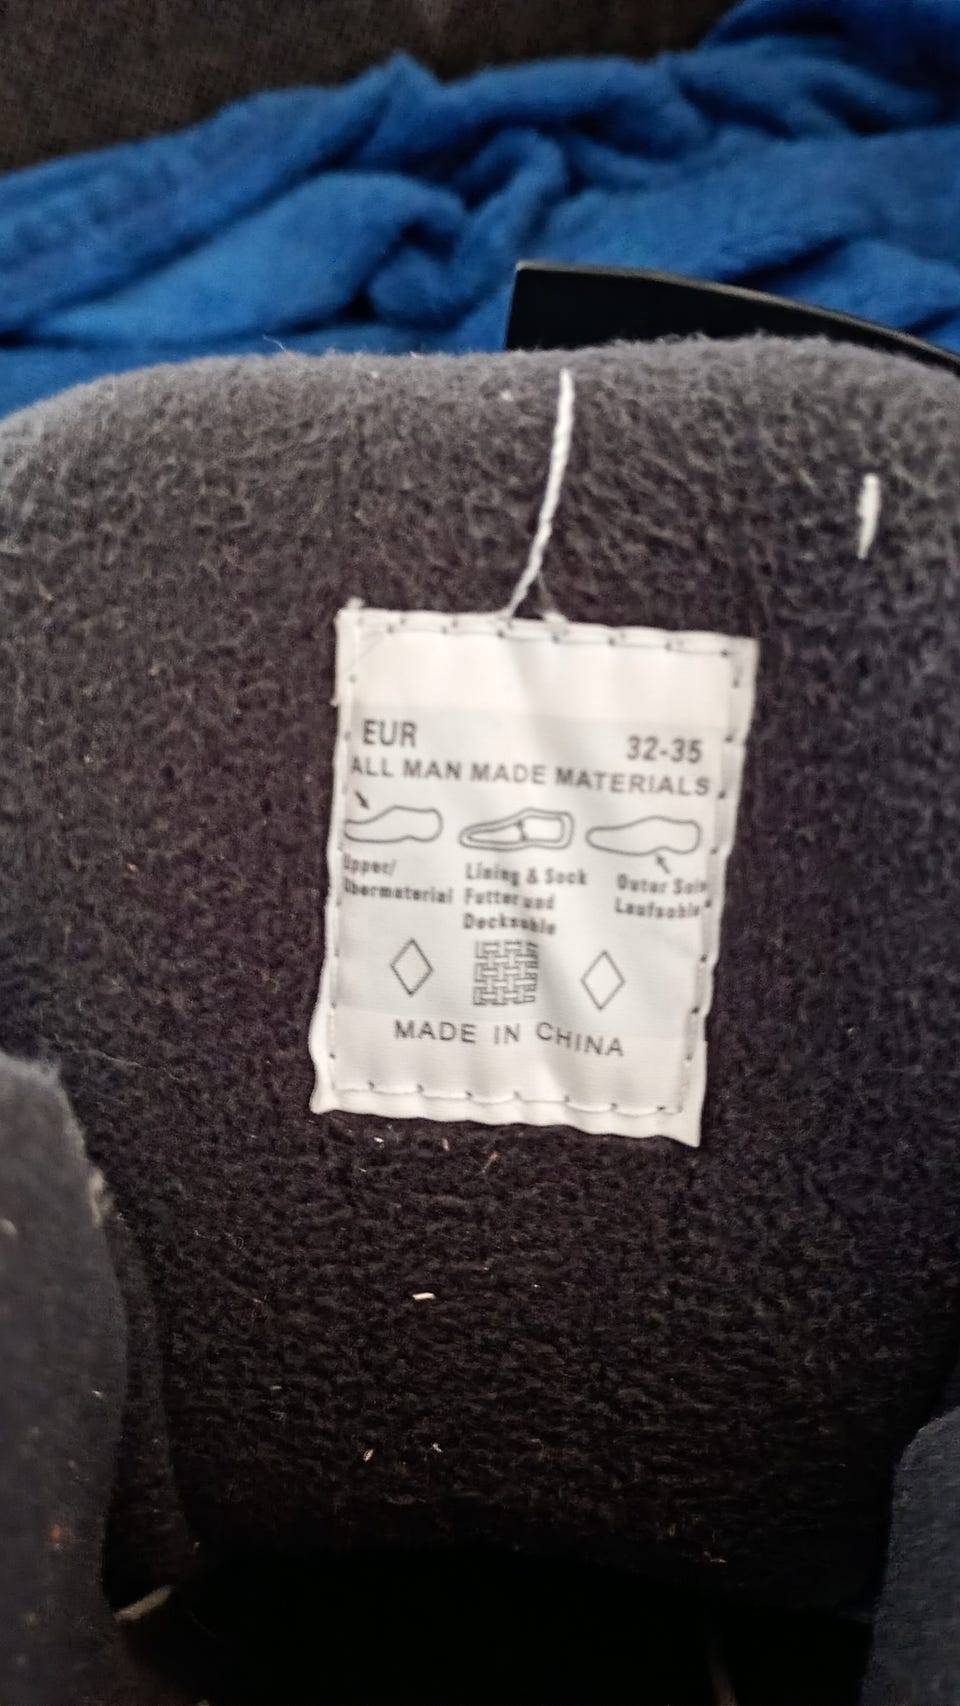 EUR 32-35
ALL MAN MADE MATERIALS
Upper/
Obermaterial
Lining & Sock
Futter und
Decksohle
Outer Sole
Laufsohle
MADE IN CHINA